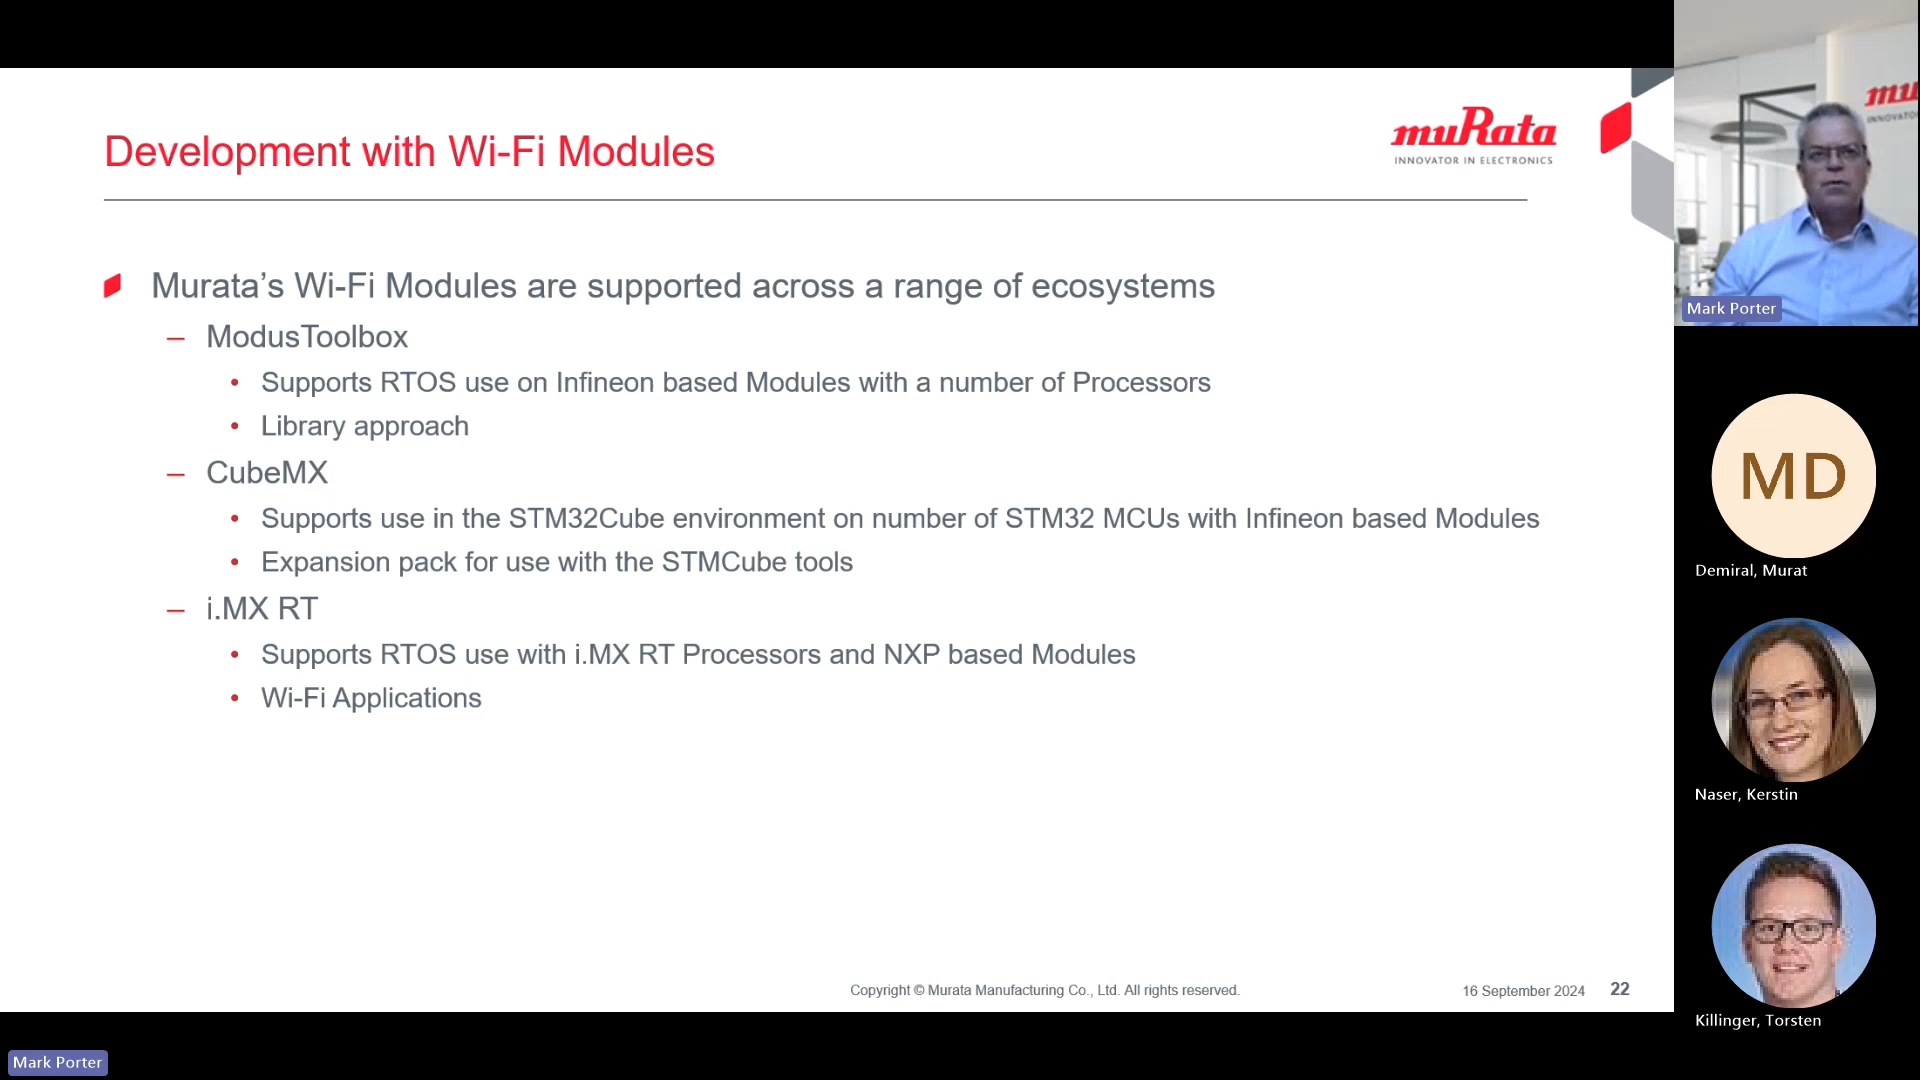 Development with Wi-Fi Modules
muRata
INNOVATOR IN ELECTRONICS
Murata’s Wi-Fi Modules are supported across a range of ecosystems
– ModusToolbox
• Supports RTOS use on Infineon based Modules with a number of Processors
• Library approach
– CubeMX
• Supports use in the STM32Cube environment on number of STM32 MCUs with Infineon based Modules
• Expansion pack for use with the STMCube tools
– i.MX RT
• Supports RTOS use with i.MX RT Processors and NXP based Modules
• Wi-Fi Applications
Copyright © Murata Manufacturing Co., Ltd. All rights reserved.
16 September 2024
22
mu
INNOVATO
Mark Porter
MD
Demiral, Murat
Naser, Kerstin
Killinger, Torsten
Mark Porter